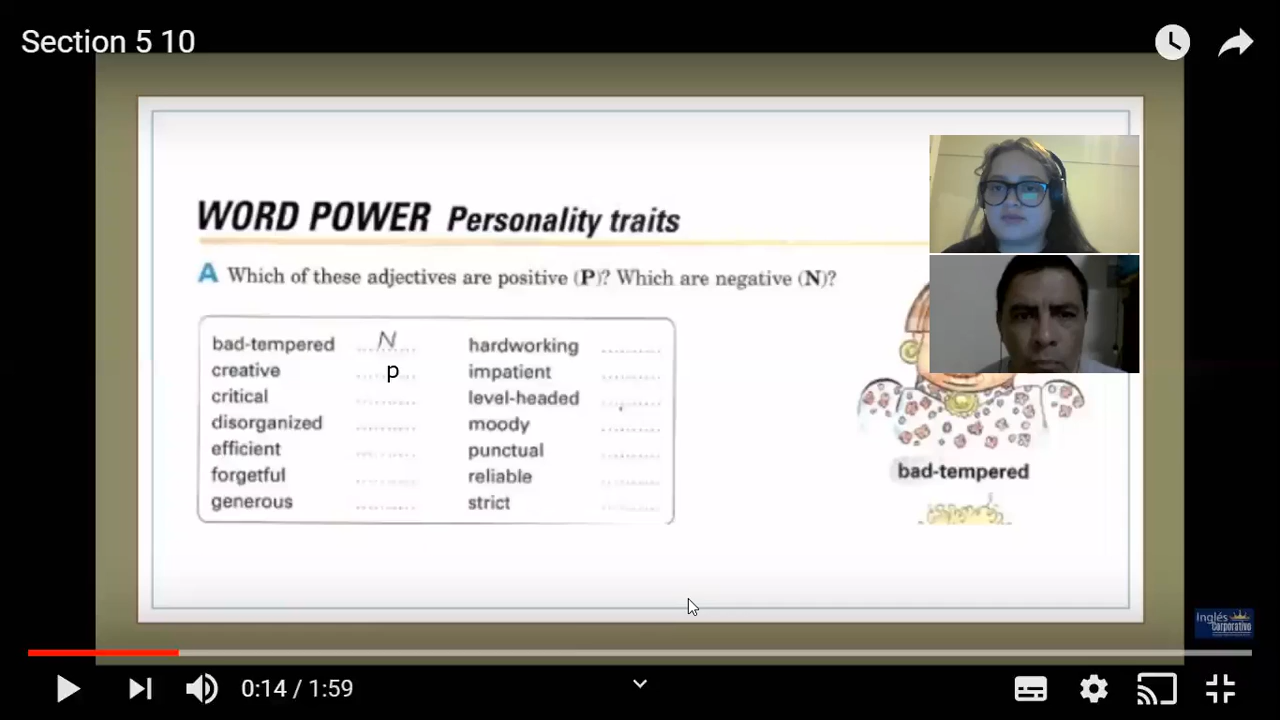 Section 5 10
WORD POWER Personality traits
A Which of these adjectives are positive (P)? Which are negative (N)?
bad-tempered N
creative p
critical
disorganized
efficient
forgetful
generous
hardworking
impatient
level-headed
moody
punctual
reliable
strict
bad-tempered
Inglés
Corporativo
0:14 / 1:59